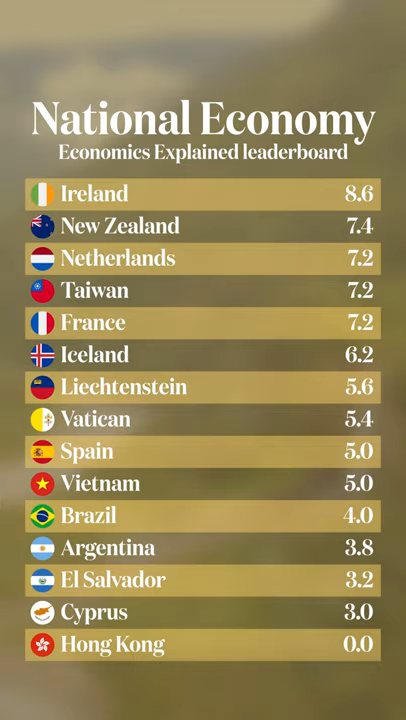 National Economy
Economics Explained leaderboard
Ireland 8.6
New Zealand 7.4
Netherlands 7.2
Taiwan 7.2
France 7.2
Iceland 6.2
Liechtenstein 5.6
Vatican 5.4
Spain 5.0
Vietnam 5.0
Brazil 4.0
Argentina 3.8
El Salvador 3.2
Cyprus 3.0
Hong Kong 0.0